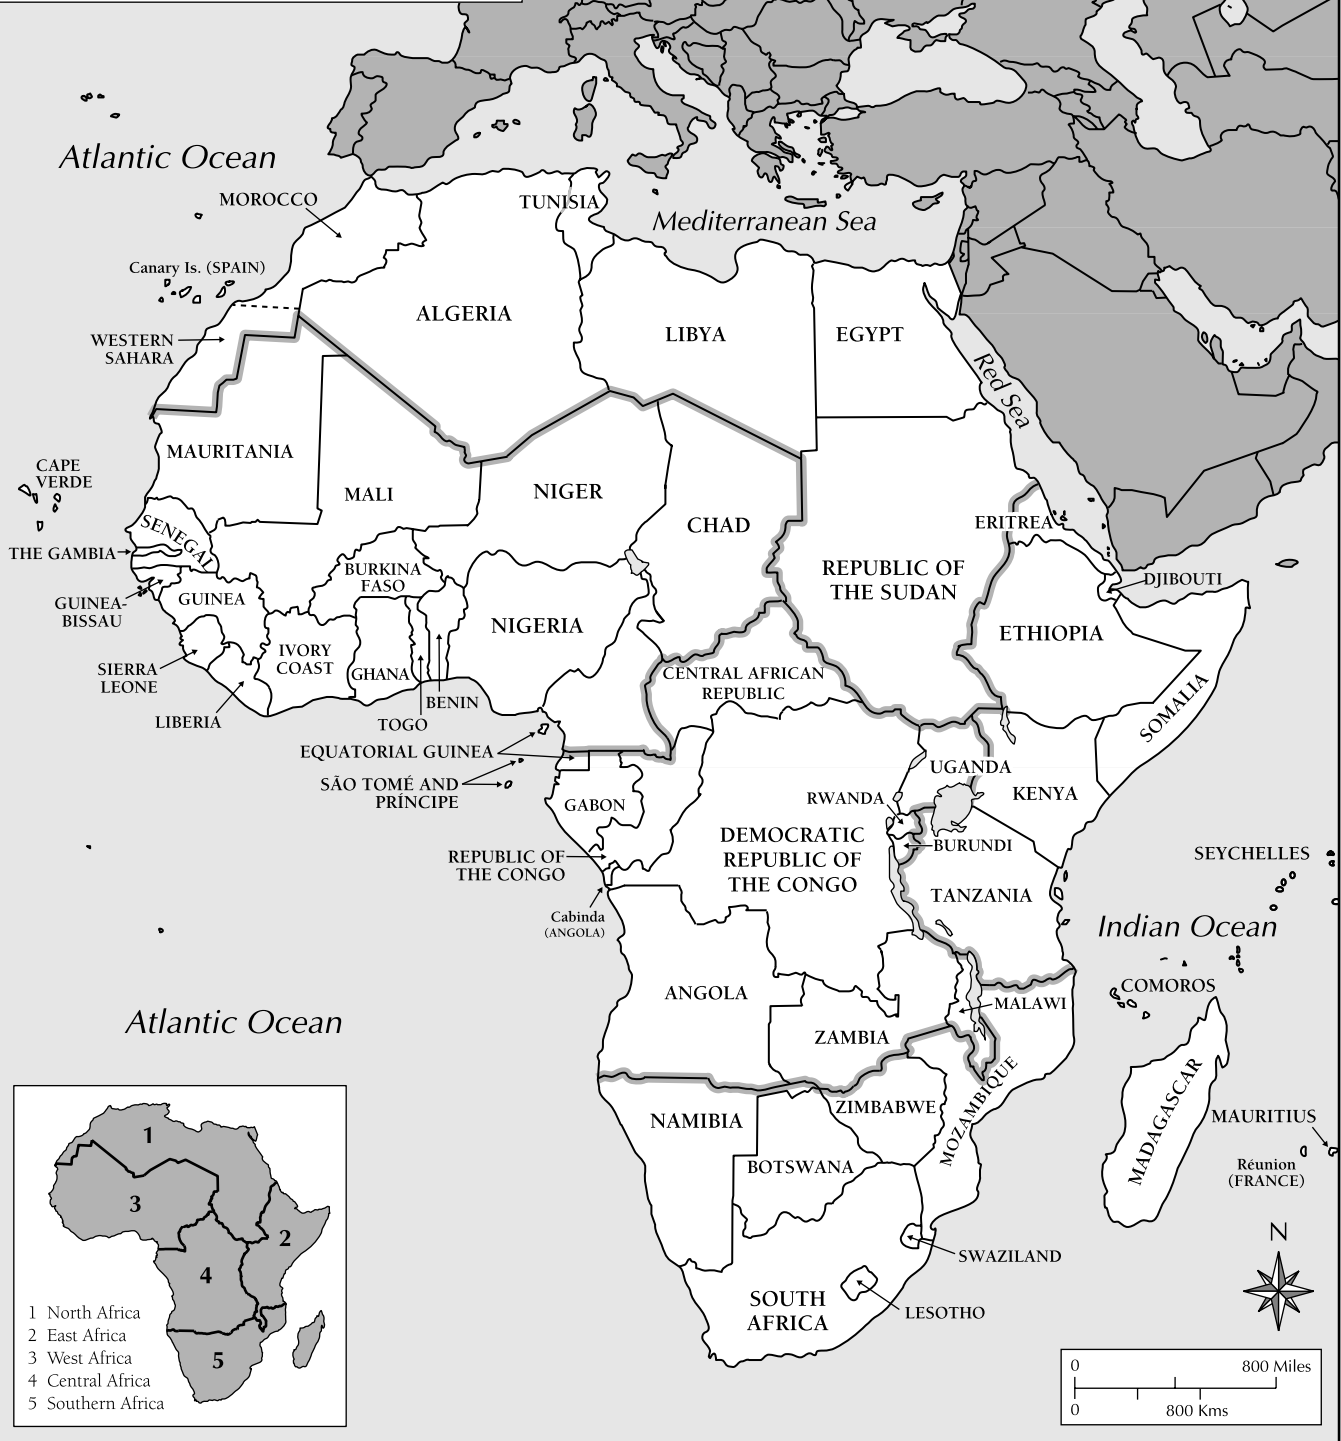 Atlantic Ocean
MOROCCO
TUNISIA
Mediterranean Sea
Canary Is. (SPAIN)
ALGERIA
LIBYA
EGYPT
WESTERN
SAHARA
Red Sea
MAURITANIA
CAPE
VERDE
MALI
NIGER
CHAD
ERITREA
SENEGAL
THE GAMBIA
BURKINA
FASO
REPUBLIC OF
THE SUDAN
DJIBOUTI
GUINEA-
BISSAU
GUINEA
NIGERIA
ETHIOPIA
SIERRA
LEONE
IVORY
COAST
GHANA
CENTRAL AFRICAN
REPUBLIC
SOMALIA
LIBERIA
TOGO
BENIN
EQUATORIAL GUINEA
UGANDA
SÃO TOMÉ AND
PRÍNCIPE
GABON
RWANDA
KENYA
DEMOCRATIC
REPUBLIC OF
THE CONGO
BURUNDI
REPUBLIC OF
THE CONGO
SEYCHELLES
TANZANIA
Cabinda
(ANGOLA)
Indian Ocean
ANGOLA
COMOROS
MALAWI
Atlantic Ocean
ZAMBIA
MOZAMBIQUE
MADAGASCAR
NAMIBIA
ZIMBABWE
MAURITIUS
BOTSWANA
Réunion
(FRANCE)
N
SWAZILAND
SOUTH
AFRICA
LESOTHO
1
3
2
4
5
1 North Africa
2 East Africa
3 West Africa
4 Central Africa
5 Southern Africa
0 800 Miles
0 800 Kms